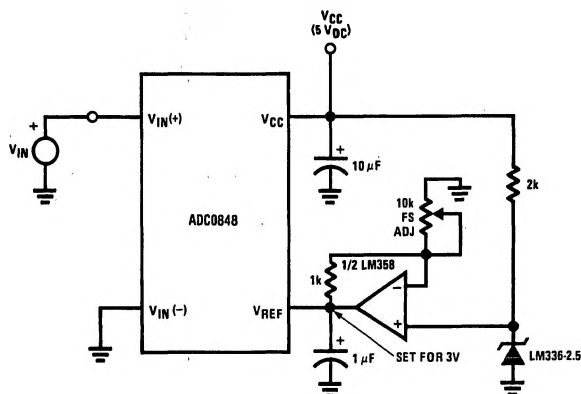 VCC
(5 VDC)
VIN(+)
VCC
+
VIN
+
10 µF
2k
10k
FS
ADJ
ADC0848
1/2 LM358
1k
−
VIN(−)
VREF
+
+
SET FOR 3V
1 µF
LM336-2.5